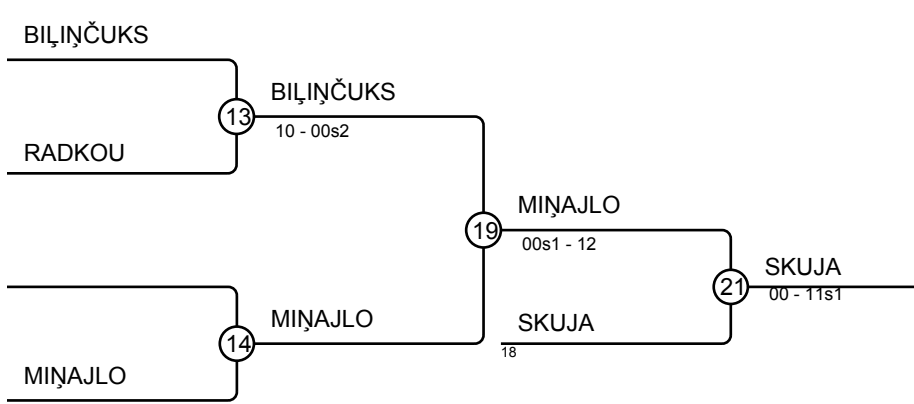 BIĻIŅČUKS
BIĻIŅČUKS
13
10 - 00s2
RADKOU
MIŅAJLO
19
00s1 - 12
SKUJA
21
00 - 11s1
MIŅAJLO
SKUJA
14
18
MIŅAJLO